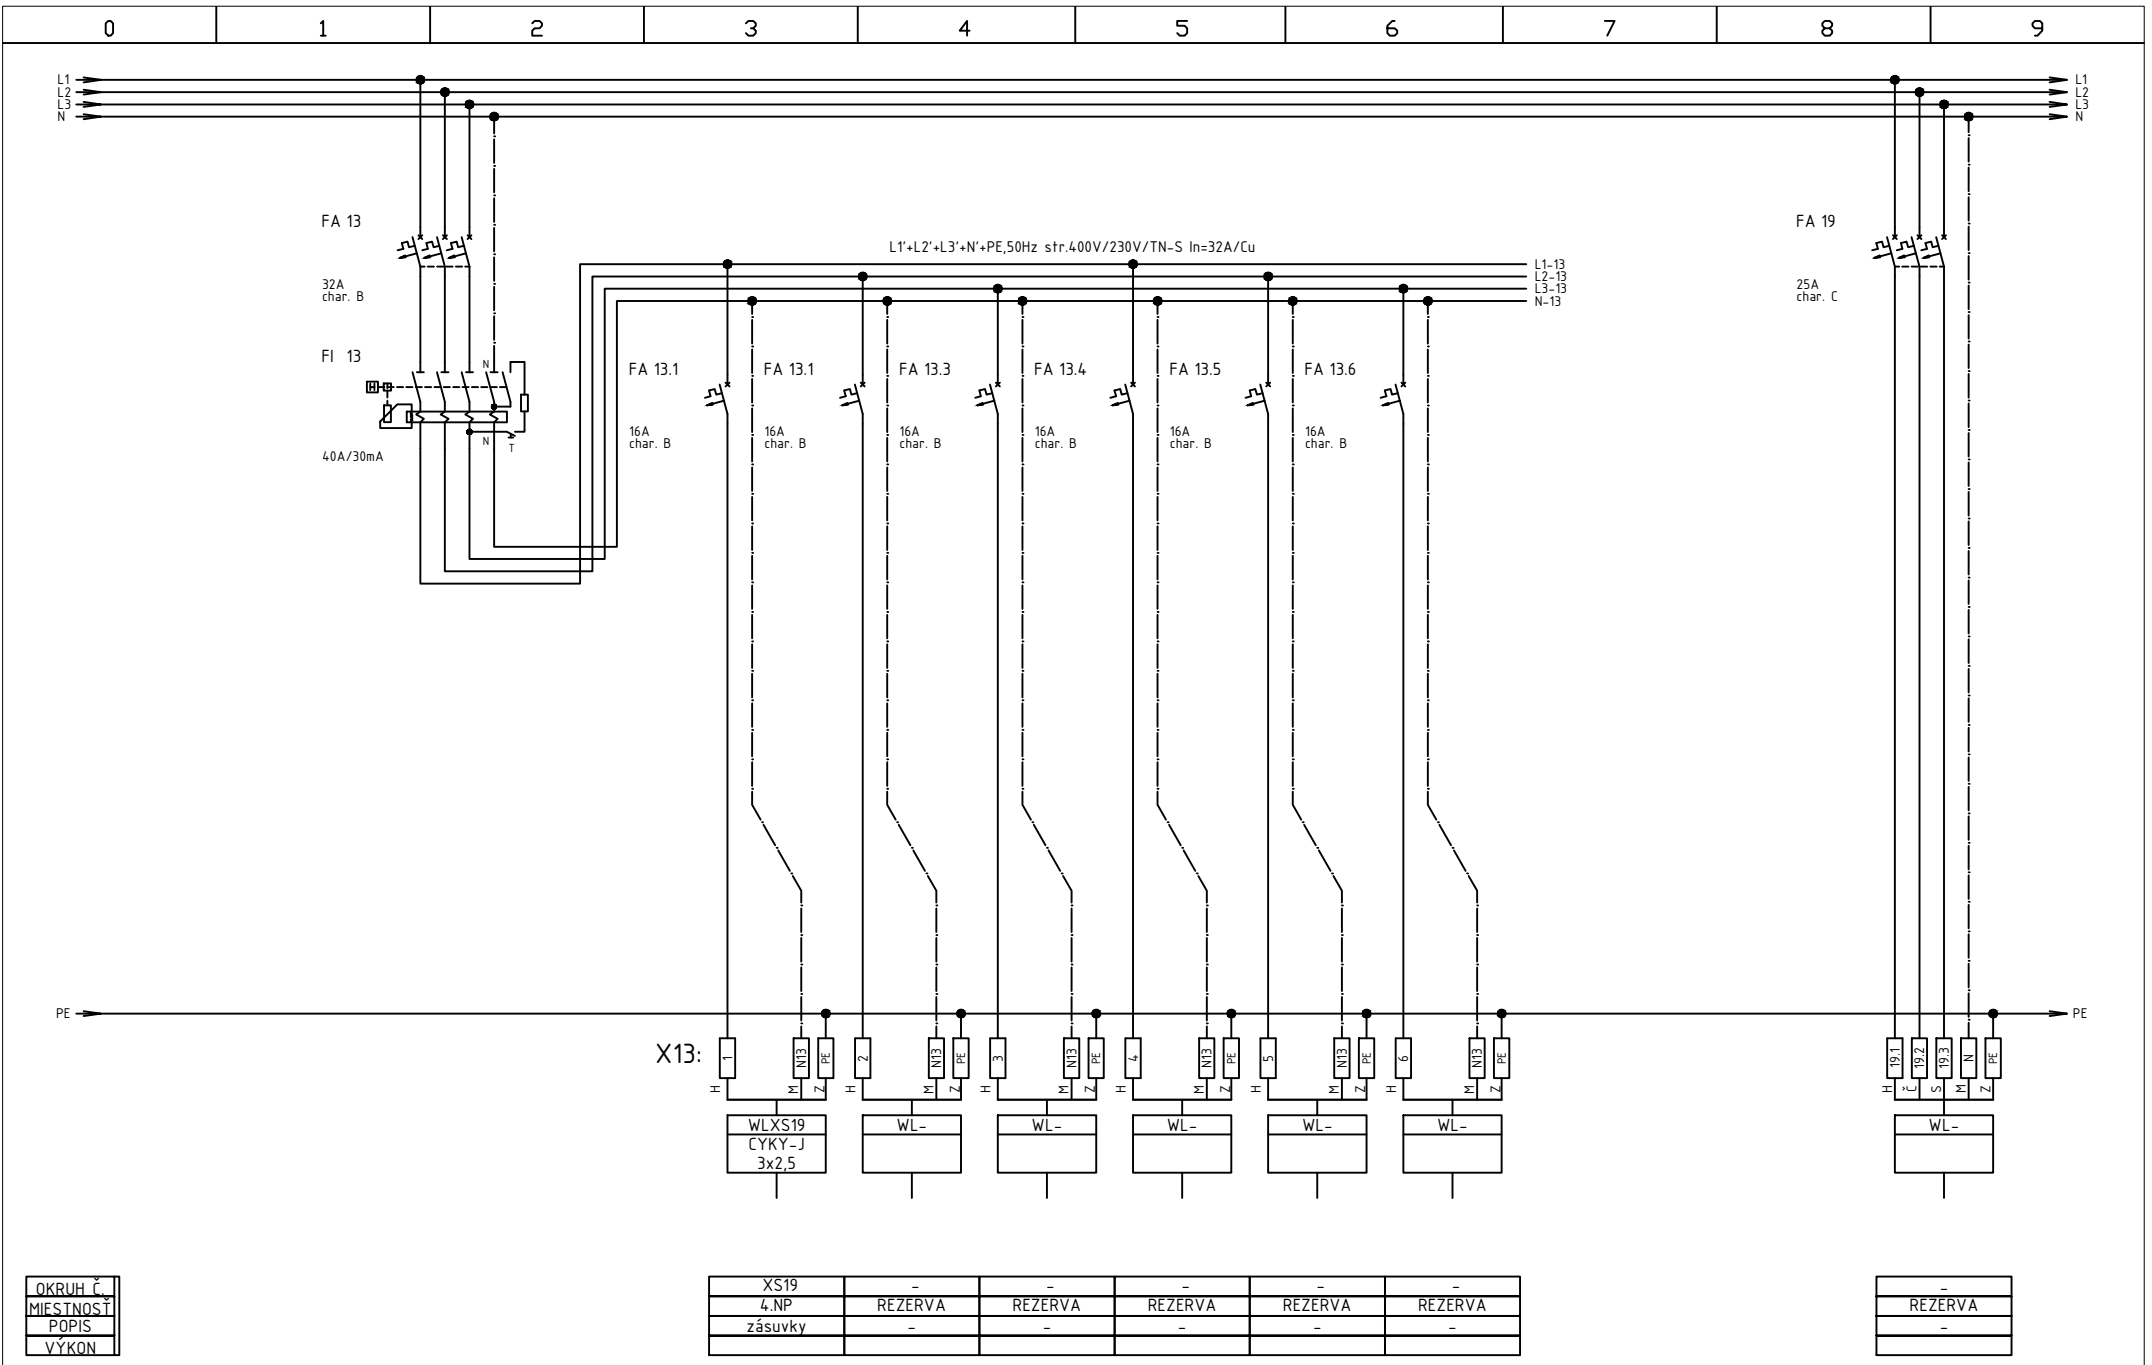 0 1 2 3 4 5 6 7 8 9
L1 L1
L2 L2
L3 L3
N N
FA 13 FA 19
L1'+L2'+L3'+N'+PE,50Hz str.400V/230V/TN-S In=32A/Cu
L1-13
L2-13
L3-13
N-13
32A
char. B
25A
char. C
FI 13
N
N
T
40A/30mA
FA 13.1 FA 13.1 FA 13.3 FA 13.4 FA 13.5 FA 13.6
16A 16A 16A 16A 16A 16A
char. B char. B char. B char. B char. B char. B
PE PE
X13: 1 N13 PE 2 N13 PE 3 N13 PE 4 N13 PE 5 N13 PE 6 N13 PE 19.1 19.2 19.3 N PE
H M Z H M Z H M Z H M Z H M Z H M Z H Č S M Z
WLXS19 WL- WL- WL- WL- WL- WL-
CYKY-J
3x2,5
OKRUH Č. XS19 - - - - - -
MIESTNOSŤ 4.NP REZERVA REZERVA REZERVA REZERVA REZERVA REZERVA
POPIS zásuvky - - - - - -
VÝKON